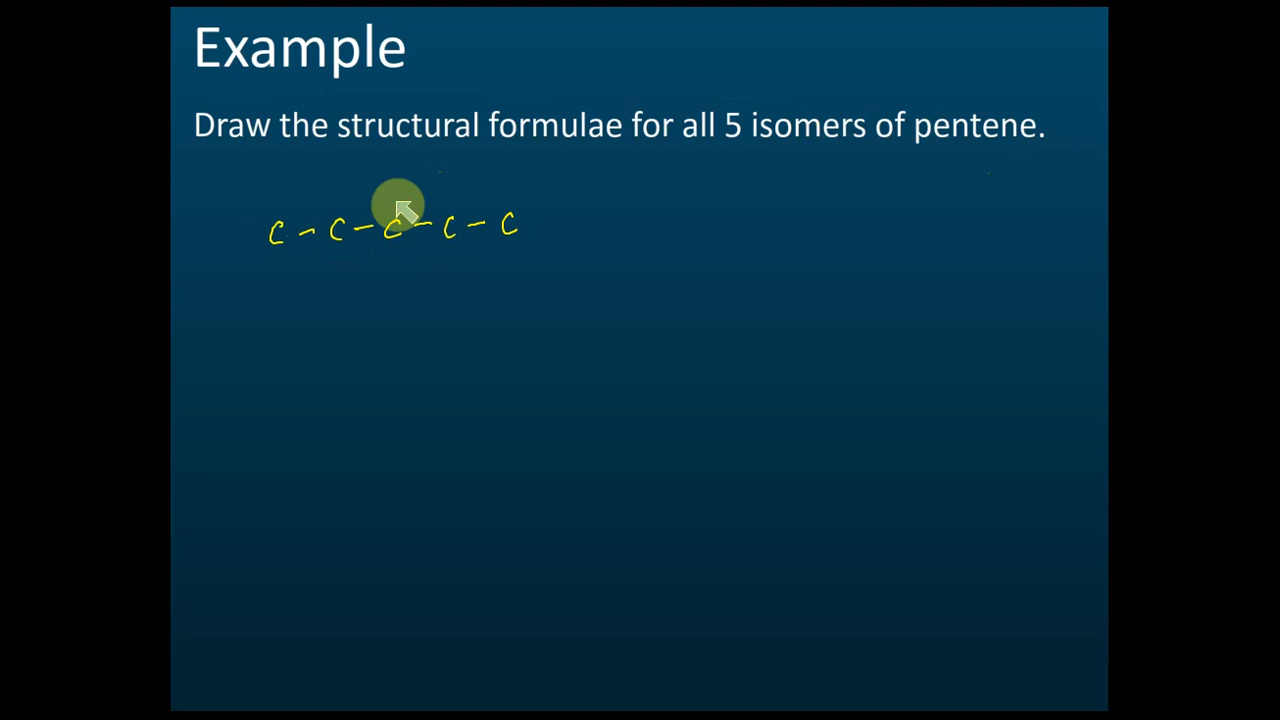 Example
Draw the structural formulae for all 5 isomers of pentene.
C - C - C - C - C